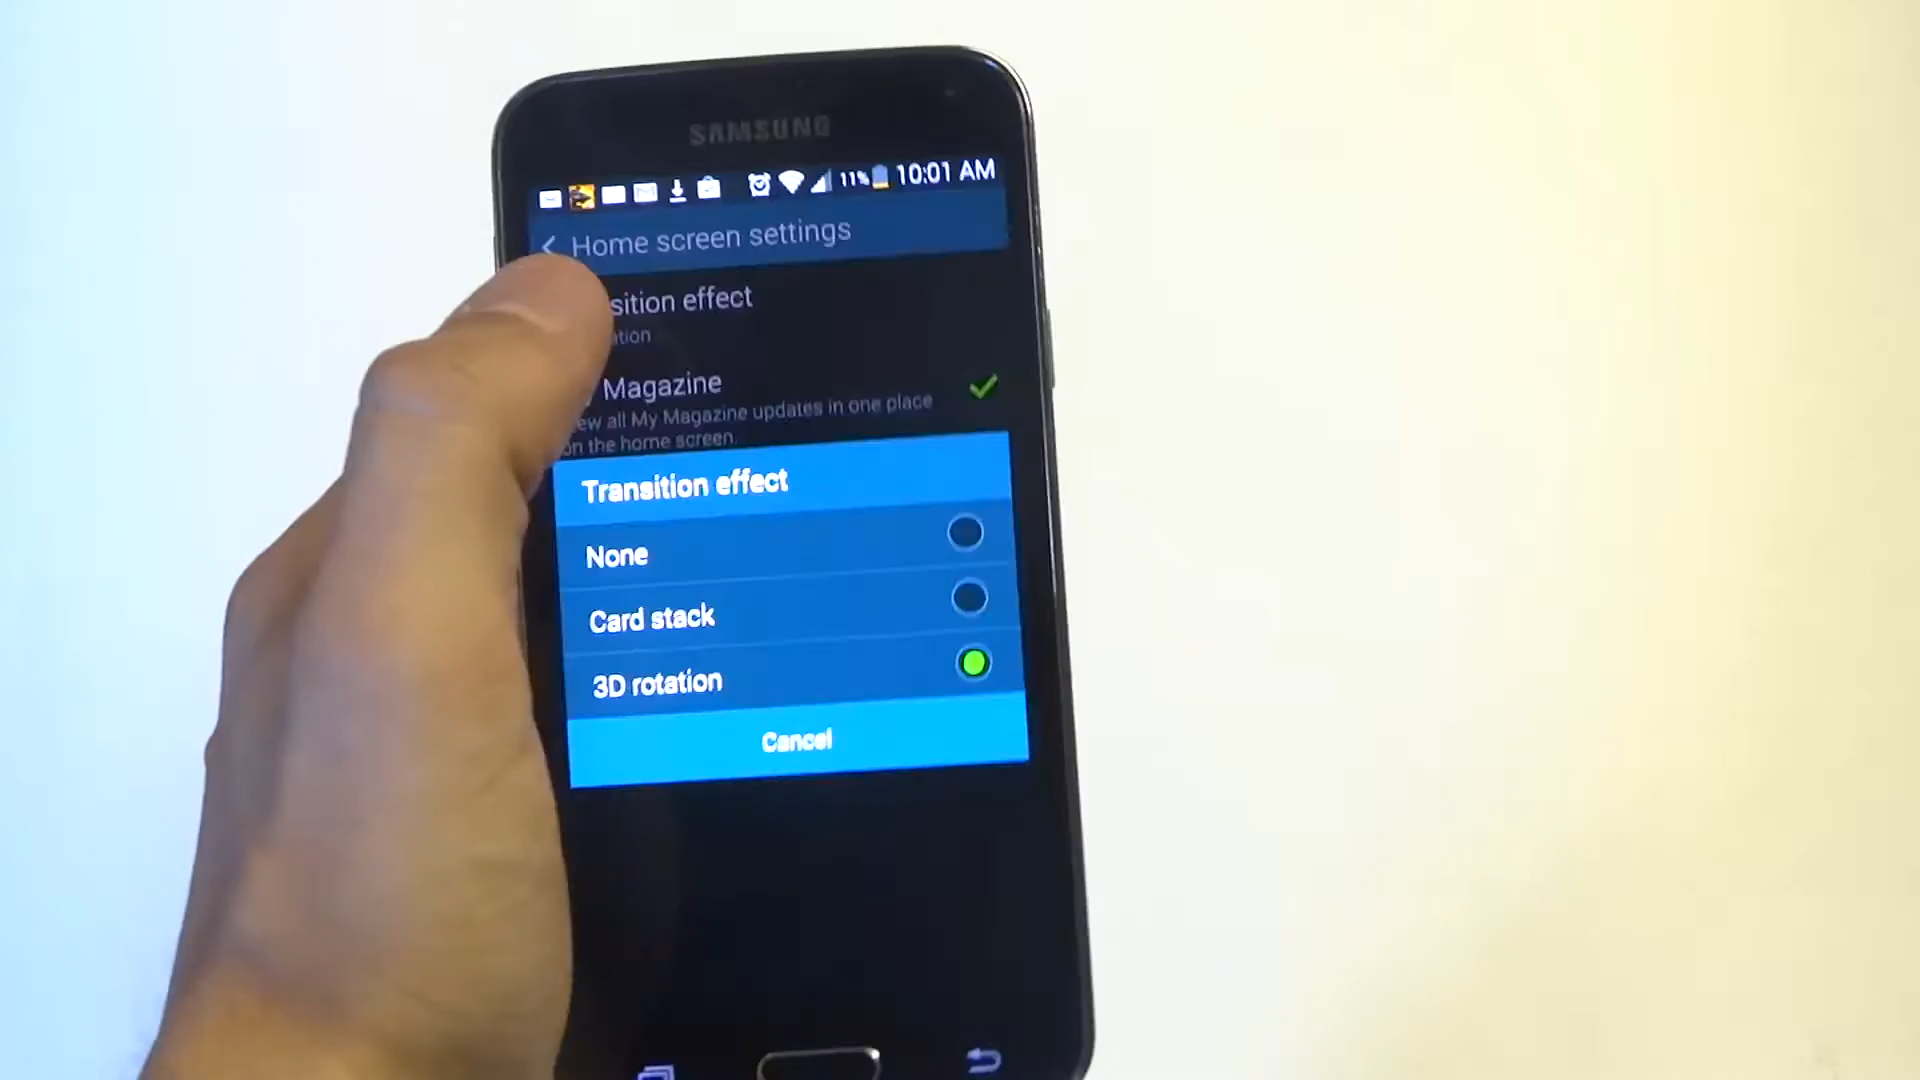 SAMSUNG
11% 10:01 AM
Home screen settings
sition effect
ation
Magazine
ew all My Magazine updates in one place
on the home screen.
Transition effect
None
Card stack
3D rotation
Cancel